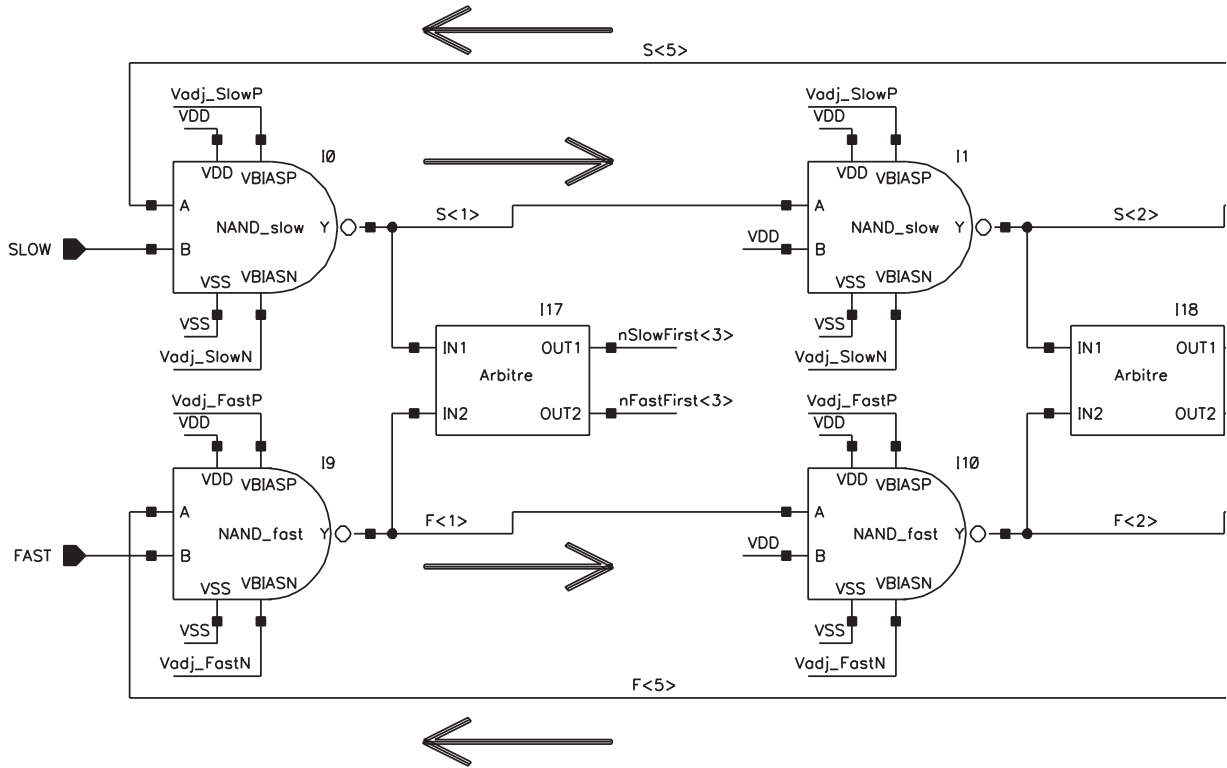 S<5>
Vadj_SlowP
VDD
I0
VDD VBIASP
A
NAND_slow Y
SLOW
B
VSS VBIASN
VSS
Vadj_SlowN
S<1>
Vadj_SlowP
VDD
I1
VDD VBIASP
A
NAND_slow Y
VDD
B
VSS VBIASN
VSS
Vadj_SlowN
S<2>
I17
IN1 OUT1
nSlowFirst<3>
Arbitre
IN2 OUT2
nFastFirst<3>
I18
IN1 OUT1
Arbitre
IN2 OUT2
Vadj_FastP
VDD
I9
VDD VBIASP
A
NAND_fast Y
FAST
B
VSS VBIASN
VSS
Vadj_FastN
F<1>
Vadj_FastP
VDD
I10
VDD VBIASP
A
NAND_fast Y
VDD
B
VSS VBIASN
VSS
Vadj_FastN
F<2>
F<5>